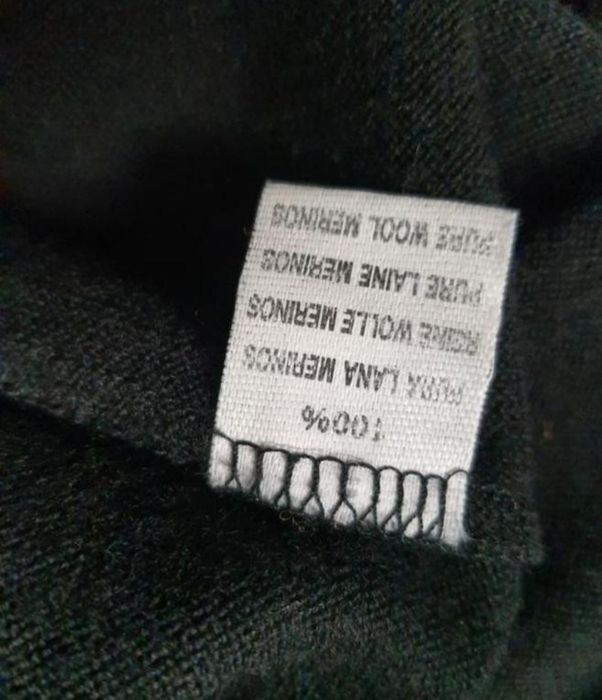 100%
PURA LANA MERINOS
REINE WOLLE MERINOS
PURE LAINE MERINOS
PURE WOOL MERINOS